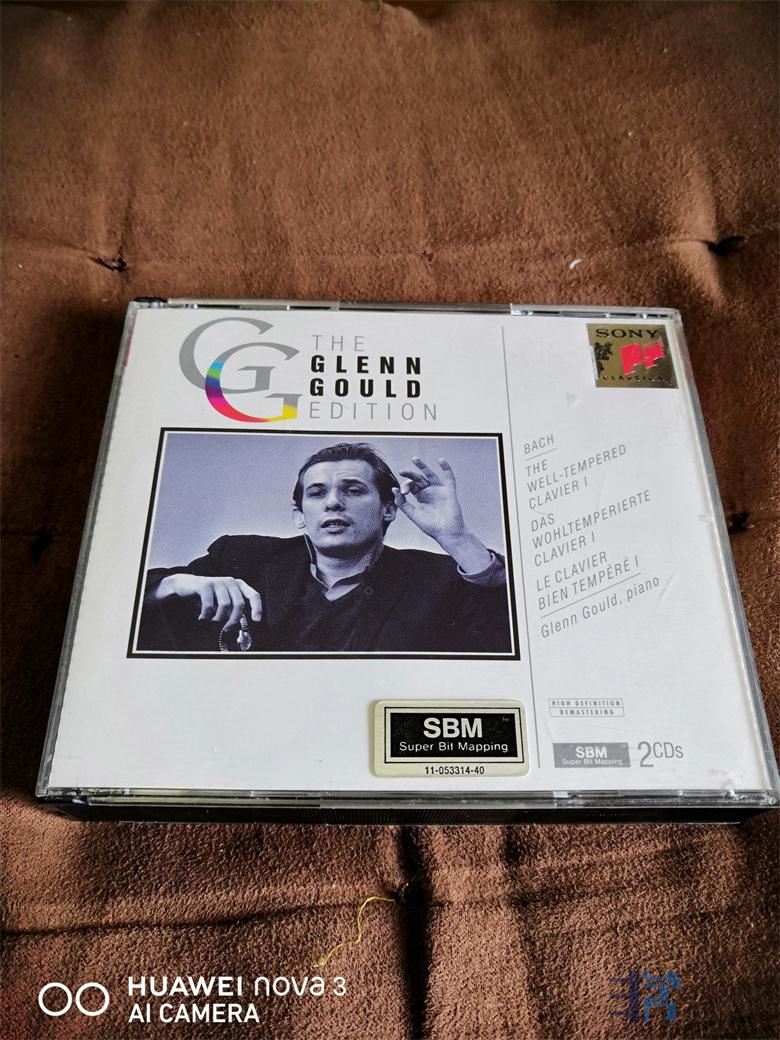 THE
GLENN
GOULD
EDITION
SONY
CLASSICAL
BACH
THE
WELL-TEMPERED
CLAVIER I
DAS
WOHLTEMPERIERTE
CLAVIER I
LE CLAVIER
BIEN TEMPÉRÉ I
Glenn Gould, piano
HIGH DEFINITION
REMASTERING
SBM™
Super Bit Mapping
2CDs
SBM™
Super Bit Mapping
11-053314-40
HUAWEI nova 3
AI CAMERA